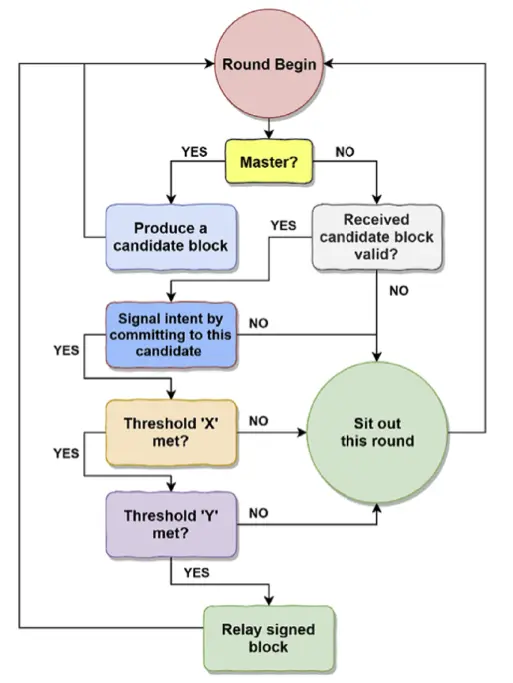 Round Begin
YES
Master?
NO
Produce a
candidate block
YES
Received
candidate block
valid?
NO
Signal intent by
committing to this
candidate
NO
YES
Threshold 'X'
met?
NO
Sit out
this round
YES
Threshold 'Y'
met?
NO
YES
Relay signed
block